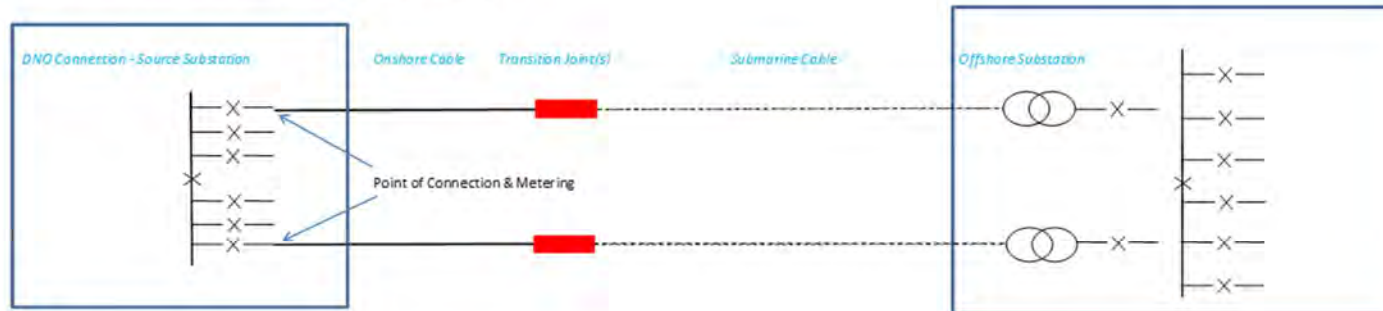 DNO Connection - Source Substation
Onshore Cable
Transition Joint(s)
Submarine Cable
Offshore Substation
Point of Connection & Metering